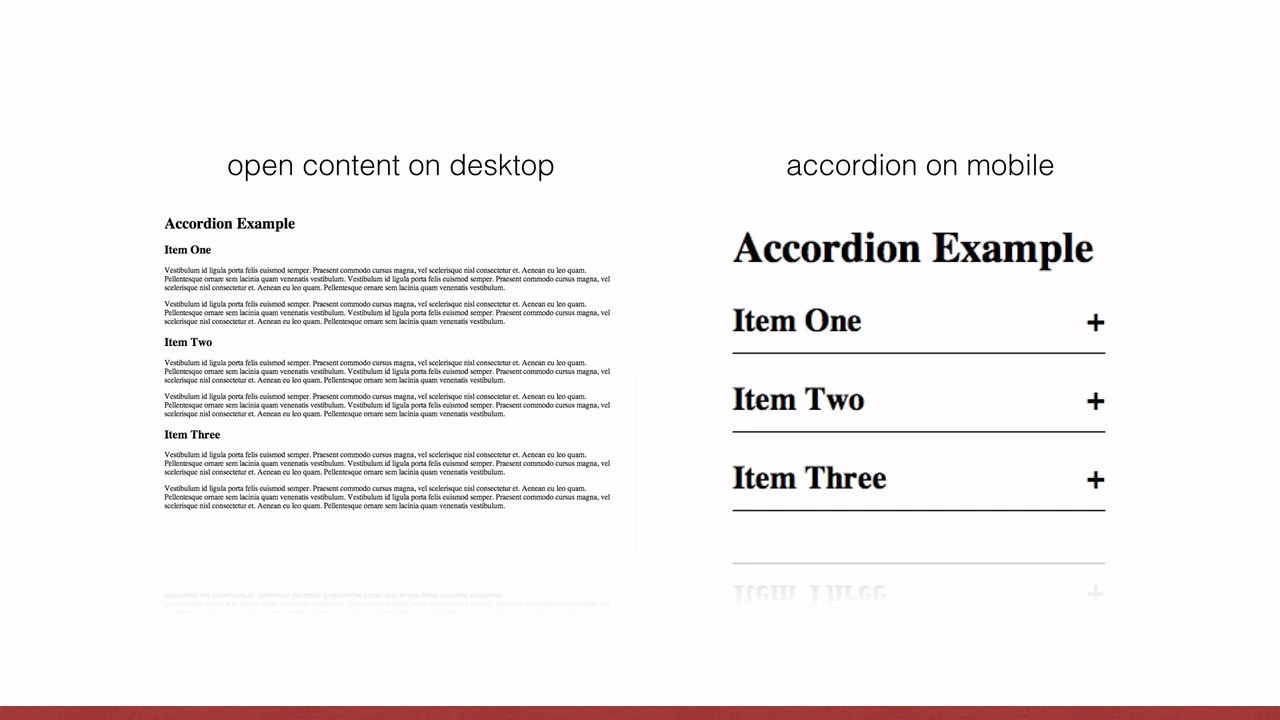 open content on desktop
Accordion Example
Item One
Vestibulum id ligula porta felis euismod semper. Praesent commodo cursus magna, vel scelerisque nisl consectetur et. Aenean eu leo quam.
Pellentesque ornare sem lacinia quam venenatis vestibulum. Vestibulum id ligula porta felis euismod semper. Praesent commodo cursus magna, vel
scelerisque nisl consectetur et. Aenean eu leo quam. Pellentesque ornare sem lacinia quam venenatis vestibulum.
Vestibulum id ligula porta felis euismod semper. Praesent commodo cursus magna, vel scelerisque nisl consectetur et. Aenean eu leo quam.
Pellentesque ornare sem lacinia quam venenatis vestibulum. Vestibulum id ligula porta felis euismod semper. Praesent commodo cursus magna, vel
scelerisque nisl consectetur et. Aenean eu leo quam. Pellentesque ornare sem lacinia quam venenatis vestibulum.
Item Two
Vestibulum id ligula porta felis euismod semper. Praesent commodo cursus magna, vel scelerisque nisl consectetur et. Aenean eu leo quam.
Pellentesque ornare sem lacinia quam venenatis vestibulum. Vestibulum id ligula porta felis euismod semper. Praesent commodo cursus magna, vel
scelerisque nisl consectetur et. Aenean eu leo quam. Pellentesque ornare sem lacinia quam venenatis vestibulum.
Vestibulum id ligula porta felis euismod semper. Praesent commodo cursus magna, vel scelerisque nisl consectetur et. Aenean eu leo quam.
Pellentesque ornare sem lacinia quam venenatis vestibulum. Vestibulum id ligula porta felis euismod semper. Praesent commodo cursus magna, vel
scelerisque nisl consectetur et. Aenean eu leo quam. Pellentesque ornare sem lacinia quam venenatis vestibulum.
Item Three
Vestibulum id ligula porta felis euismod semper. Praesent commodo cursus magna, vel scelerisque nisl consectetur et. Aenean eu leo quam.
Pellentesque ornare sem lacinia quam venenatis vestibulum. Vestibulum id ligula porta felis euismod semper. Praesent commodo cursus magna, vel
scelerisque nisl consectetur et. Aenean eu leo quam. Pellentesque ornare sem lacinia quam venenatis vestibulum.
Vestibulum id ligula porta felis euismod semper. Praesent commodo cursus magna, vel scelerisque nisl consectetur et. Aenean eu leo quam.
Pellentesque ornare sem lacinia quam venenatis vestibulum. Vestibulum id ligula porta felis euismod semper. Praesent commodo cursus magna, vel
scelerisque nisl consectetur et. Aenean eu leo quam. Pellentesque ornare sem lacinia quam venenatis vestibulum.
accordion on mobile
Accordion Example
Item One +
Item Two +
Item Three +